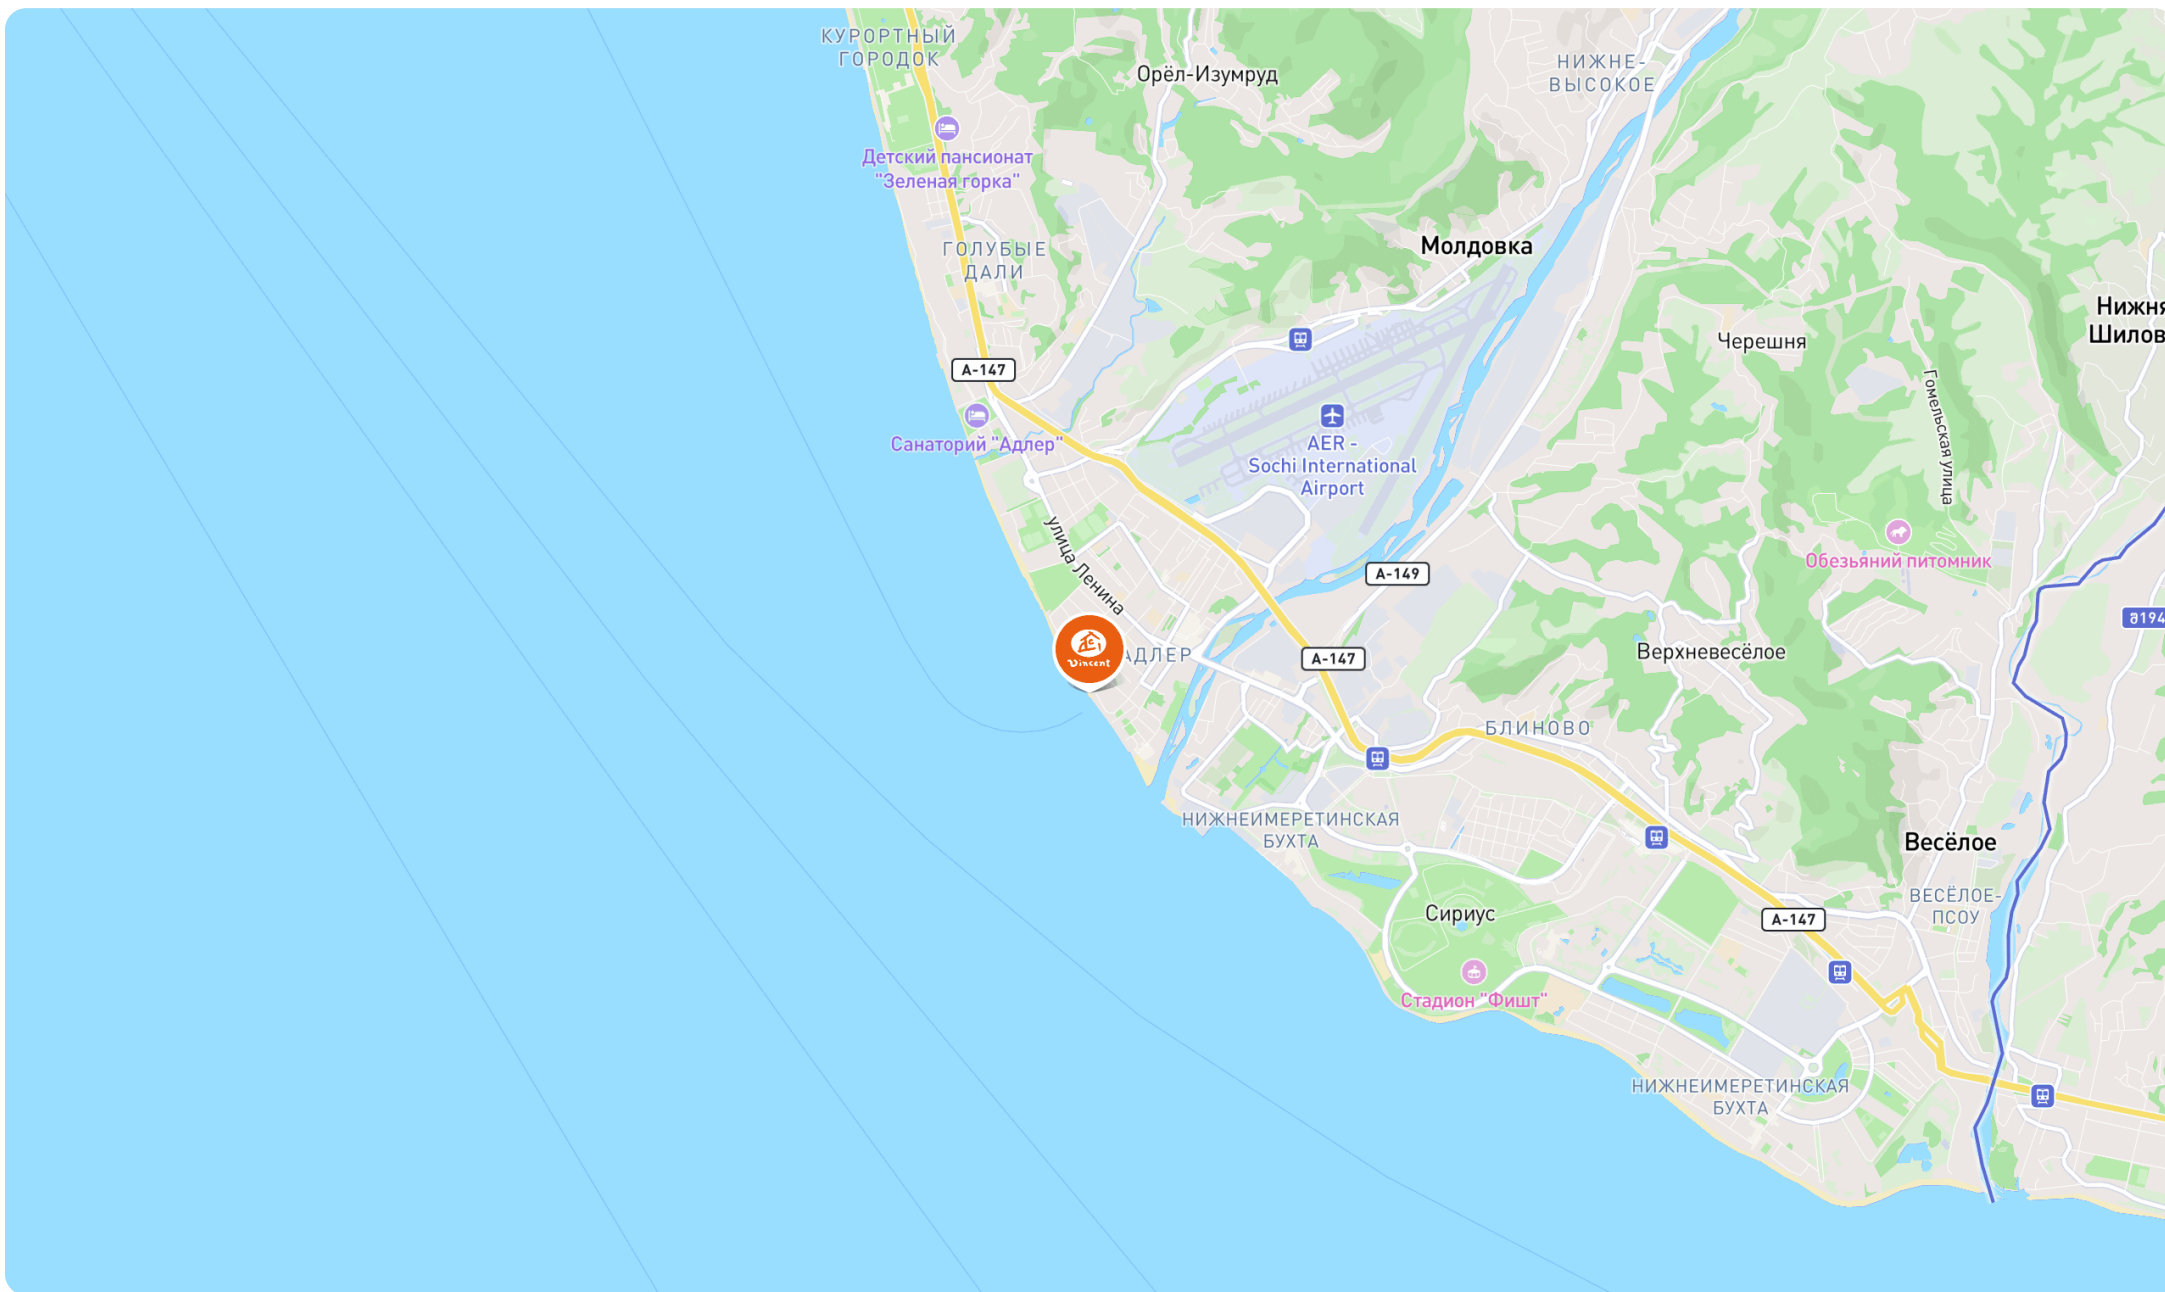 КУРОРТНЫЙ
ГОРОДОК
Орёл-Изумруд
НИЖНЕ-
ВЫСОКОЕ
Детский пансионат
"Зеленая горка"
ГОЛУБЫЕ
ДАЛИ
Молдовка
Нижня
Шилов
Черешня
А-147
Гомельская улица
Санаторий "Адлер"
AER -
Sochi International
Airport
улица Ленина
Обезьяний питомник
А-149
Vincent
АДЛЕР
А-147
Верхневесёлое
БЛИНОВО
НИЖНЕИМЕРЕТИНСКАЯ
БУХТА
Весёлое
ВЕСЁЛОЕ-
ПСОУ
Сириус
А-147
Стадион "Фишт"
НИЖНЕИМЕРЕТИНСКАЯ
БУХТА